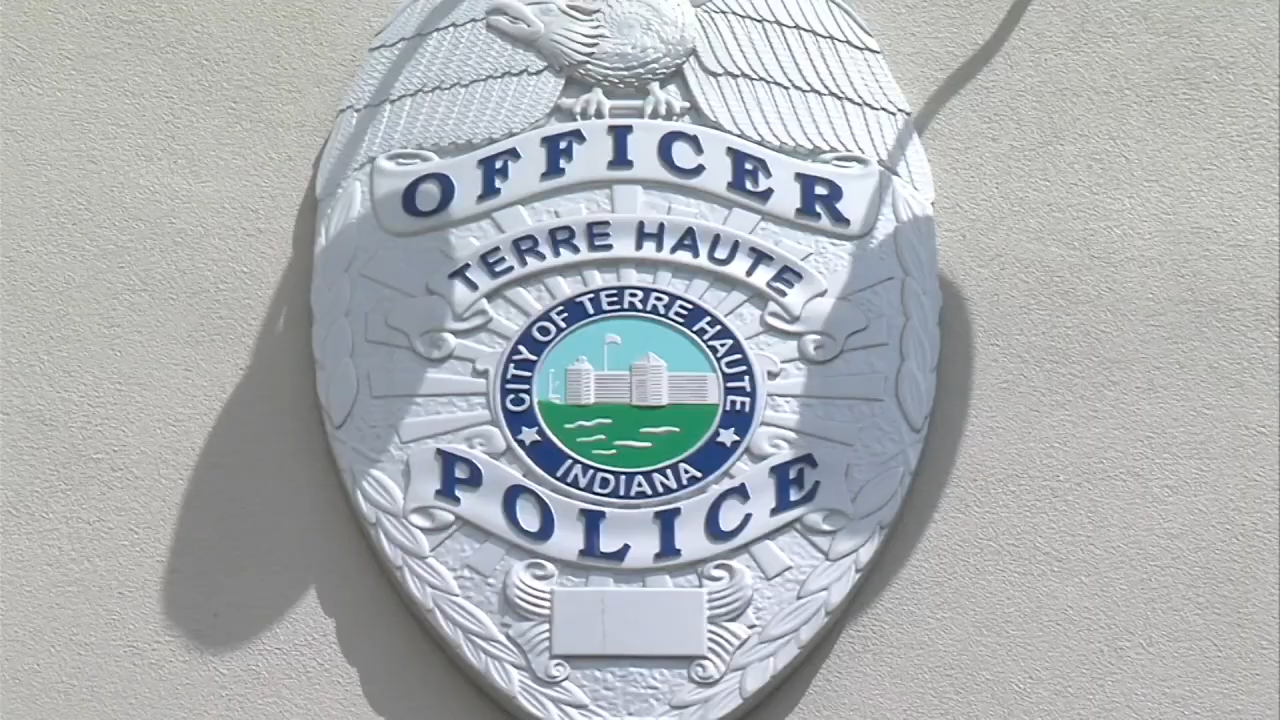 OFFICER
TERRE HAUTE
CITY OF TERRE HAUTE
INDIANA
POLICE